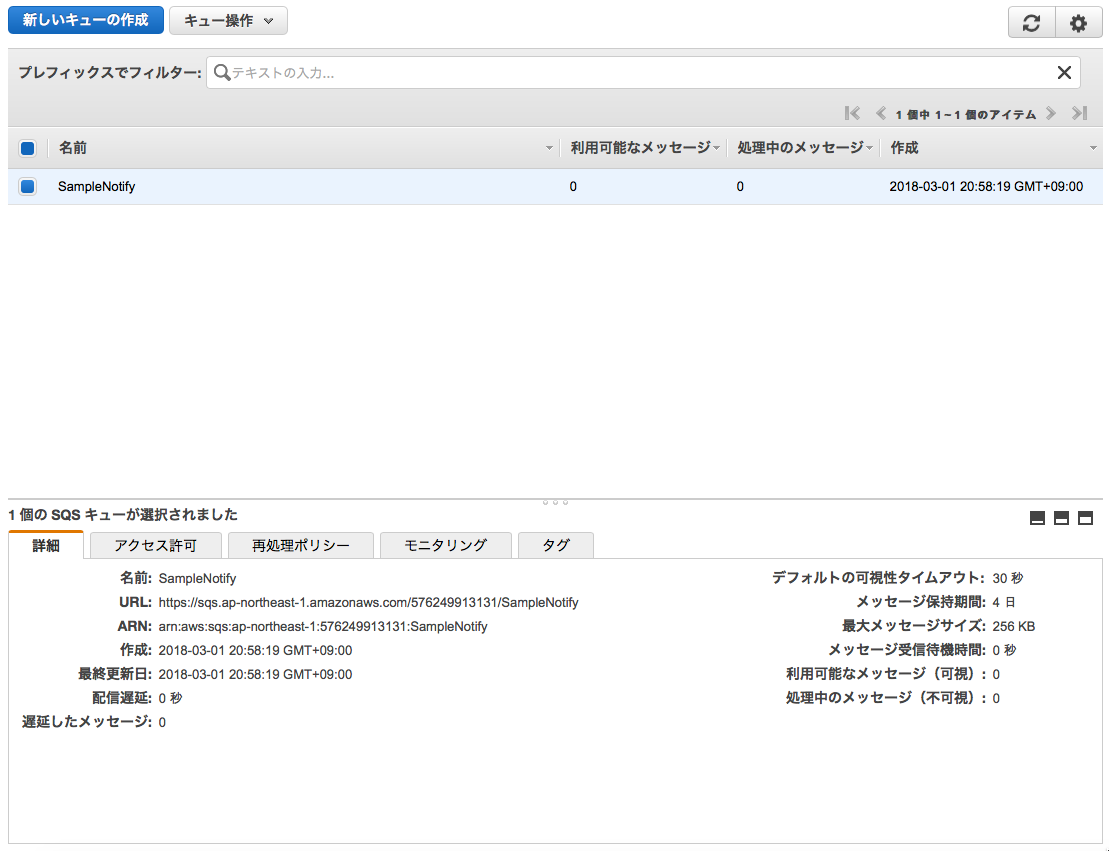 新しいキューの作成 キュー操作
プレフィックスでフィルター: テキストの入力...
1 個中 1 ~ 1 個のアイテム
名前 利用可能なメッセージ 処理中のメッセージ 作成
SampleNotify 0 0 2018-03-01 20:58:19 GMT+09:00
1 個の SQS キューが選択されました
詳細 アクセス許可 再処理ポリシー モニタリング タグ
名前: SampleNotify デフォルトの可視性タイムアウト: 30 秒
URL: https://sqs.ap-northeast-1.amazonaws.com/576249913131/SampleNotify メッセージ保持期間: 4 日
ARN: arn:aws:sqs:ap-northeast-1:576249913131:SampleNotify 最大メッセージサイズ: 256 KB
作成: 2018-03-01 20:58:19 GMT+09:00 メッセージ受信待機時間: 0 秒
最終更新日: 2018-03-01 20:58:19 GMT+09:00 利用可能なメッセージ（可視）: 0
配信遅延: 0 秒 処理中のメッセージ（不可視）: 0
遅延したメッセージ: 0